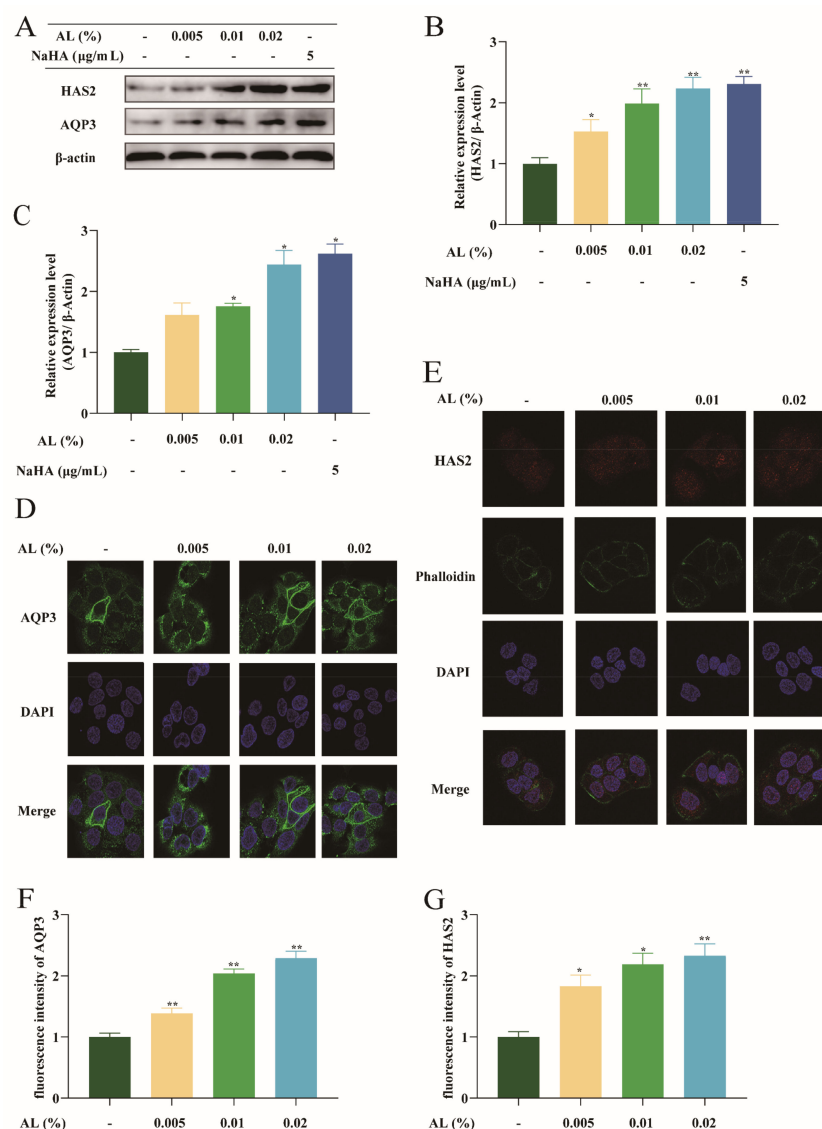 A
AL (%) - 0.005 0.01 0.02 -
NaHA (μg/mL) - - - - 5
HAS2
AQP3
β-actin
B
Relative expression level
(HAS2/ β-Actin)
3
2
1
0
* ** ** **
AL (%) - 0.005 0.01 0.02 -
NaHA (μg/mL) - - - - 5
C
Relative expression level
(AQP3/ β-Actin)
3
2
1
0
* * *
AL (%) - 0.005 0.01 0.02 -
NaHA (μg/mL) - - - - 5
D
AL (%) - 0.005 0.01 0.02
AQP3
DAPI
Merge
E
AL (%) - 0.005 0.01 0.02
HAS2
Phalloidin
DAPI
Merge
F
fluorescence intensity of AQP3
3
2
1
0
** ** **
AL (%) - 0.005 0.01 0.02
G
fluorescence intensity of HAS2
3
2
1
0
* * **
AL (%) - 0.005 0.01 0.02